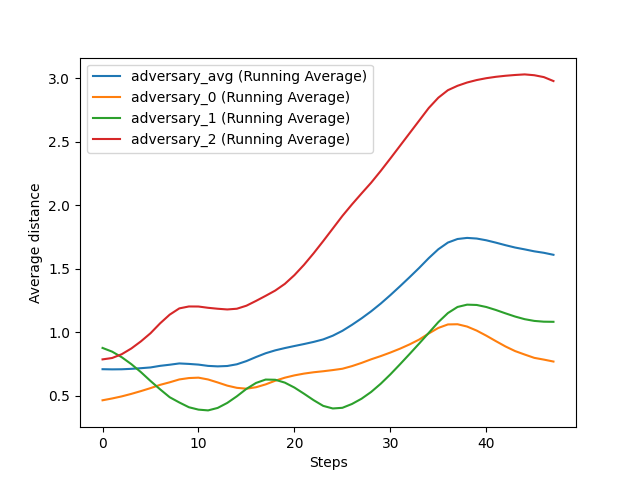 adversary_avg (Running Average)
adversary_0 (Running Average)
adversary_1 (Running Average)
adversary_2 (Running Average)
3.0
2.5
2.0
1.5
1.0
0.5
Average distance
0 10 20 30 40
Steps